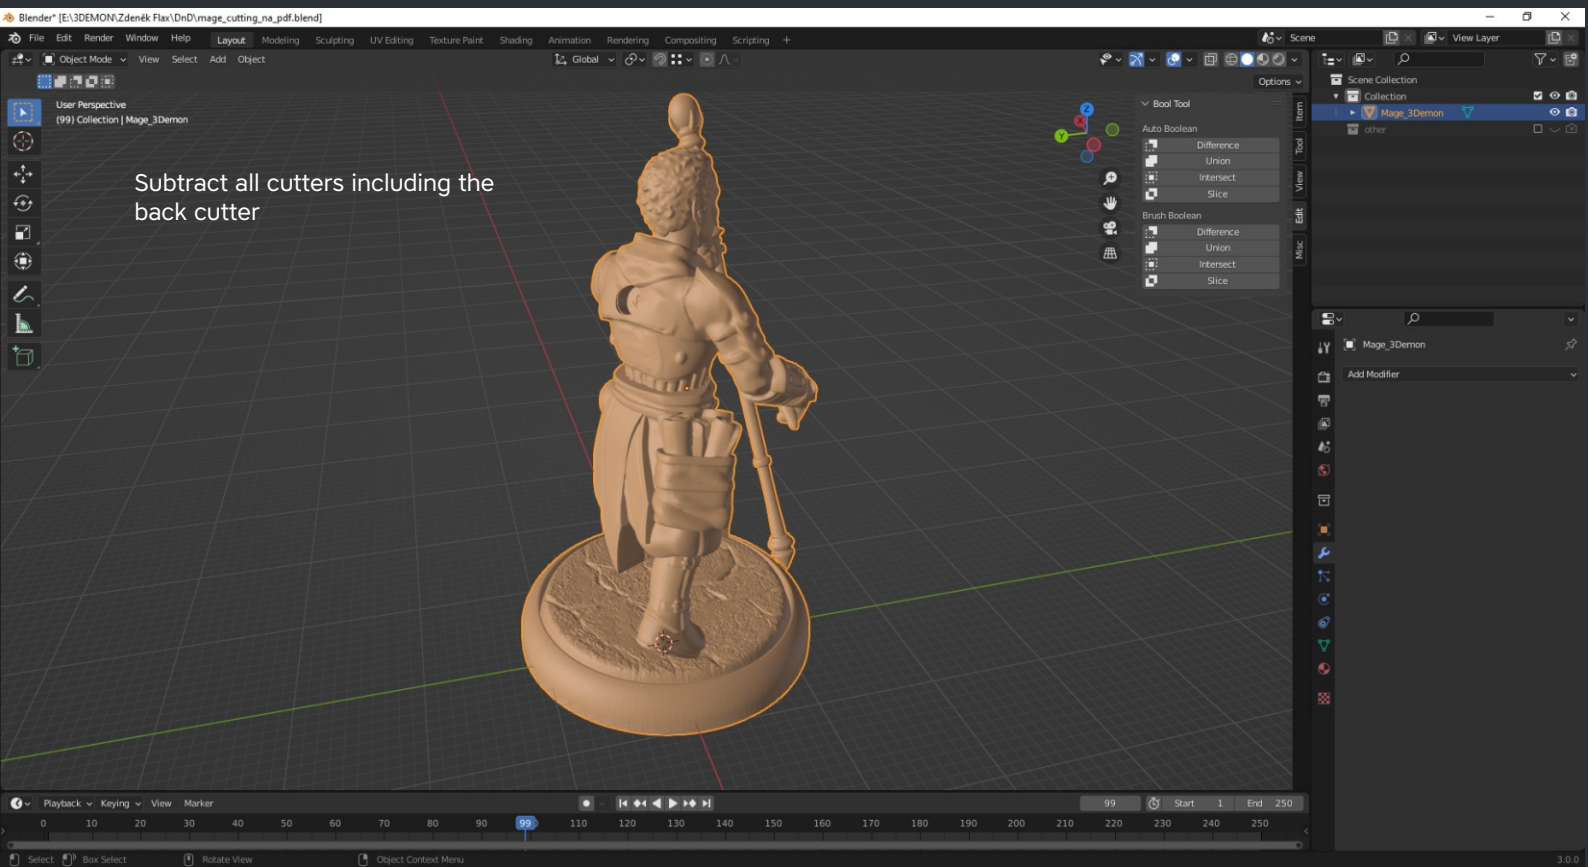 Blender* [E:\3DEMON\Zdeněk Flax\DnD\mage_cutting_na_pdf.blend]
File Edit Render Window Help Layout Modeling Sculpting UV Editing Texture Paint Shading Animation Rendering Compositing Scripting + Scene View Layer
Object Mode View Select Add Object Global
Options
User Perspective
(99) Collection | Mage_3Demon
Subtract all cutters including the
back cutter
X
Y
Z
Bool Tool
Auto Boolean
Difference
Union
Intersect
Slice
Brush Boolean
Difference
Union
Intersect
Slice
Item
Tool
View
Edit
Misc
Scene Collection
Collection
Mage_3Demon
other
Mage_3Demon
Add Modifier
Playback Keying View Marker 99 Start 1 End 250
0 10 20 30 40 50 60 70 80 90 99 110 120 130 140 150 160 170 180 190 200 210 220 230 240 250
Select Box Select Rotate View Object Context Menu 3.0.0